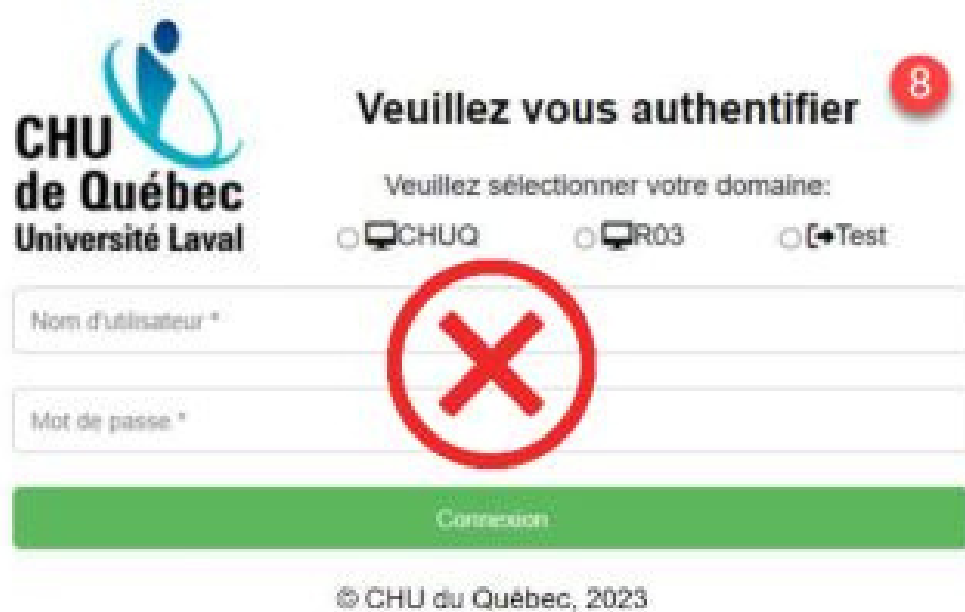 CHU
de Québec
Université Laval
Veuillez vous authentifier
8
Veuillez sélectionner votre domaine:
CHUQ R03 Test
Nom d'utilisateur *
Mot de passe *
Connexion
© CHU du Québec, 2023